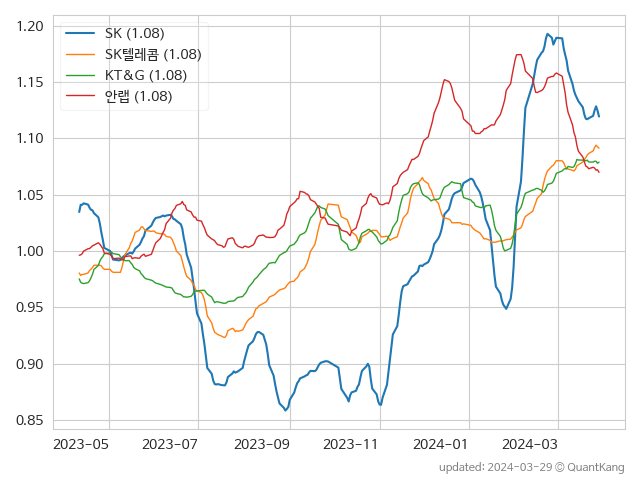 SK (1.08)
SK텔레콤 (1.08)
KT&G (1.08)
안랩 (1.08)
1.20
1.15
1.10
1.05
1.00
0.95
0.90
0.85
2023-05 2023-07 2023-09 2023-11 2024-01 2024-03
updated: 2024-03-29 © QuantKang